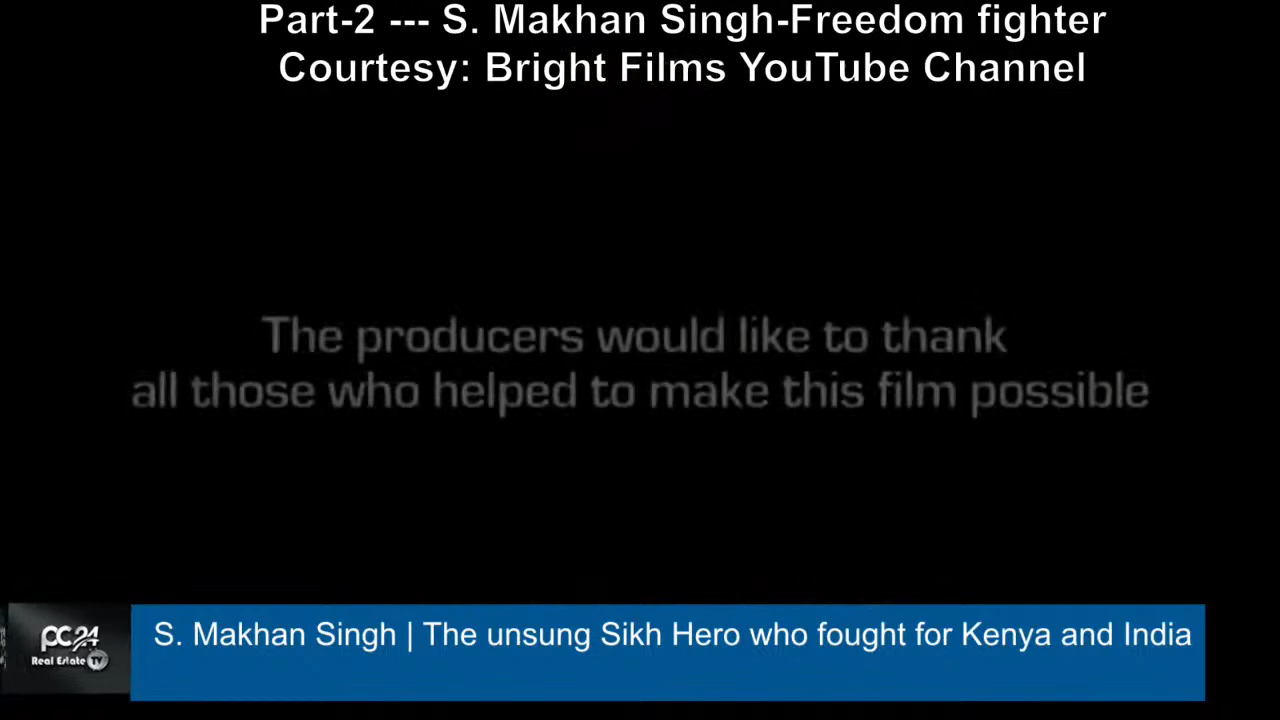 Part-2 --- S. Makhan Singh-Freedom fighter
Courtesy: Bright Films YouTube Channel
The producers would like to thank
all those who helped to make this film possible
S. Makhan Singh | The unsung Sikh Hero who fought for Kenya and India
PC24
Real Estate TV